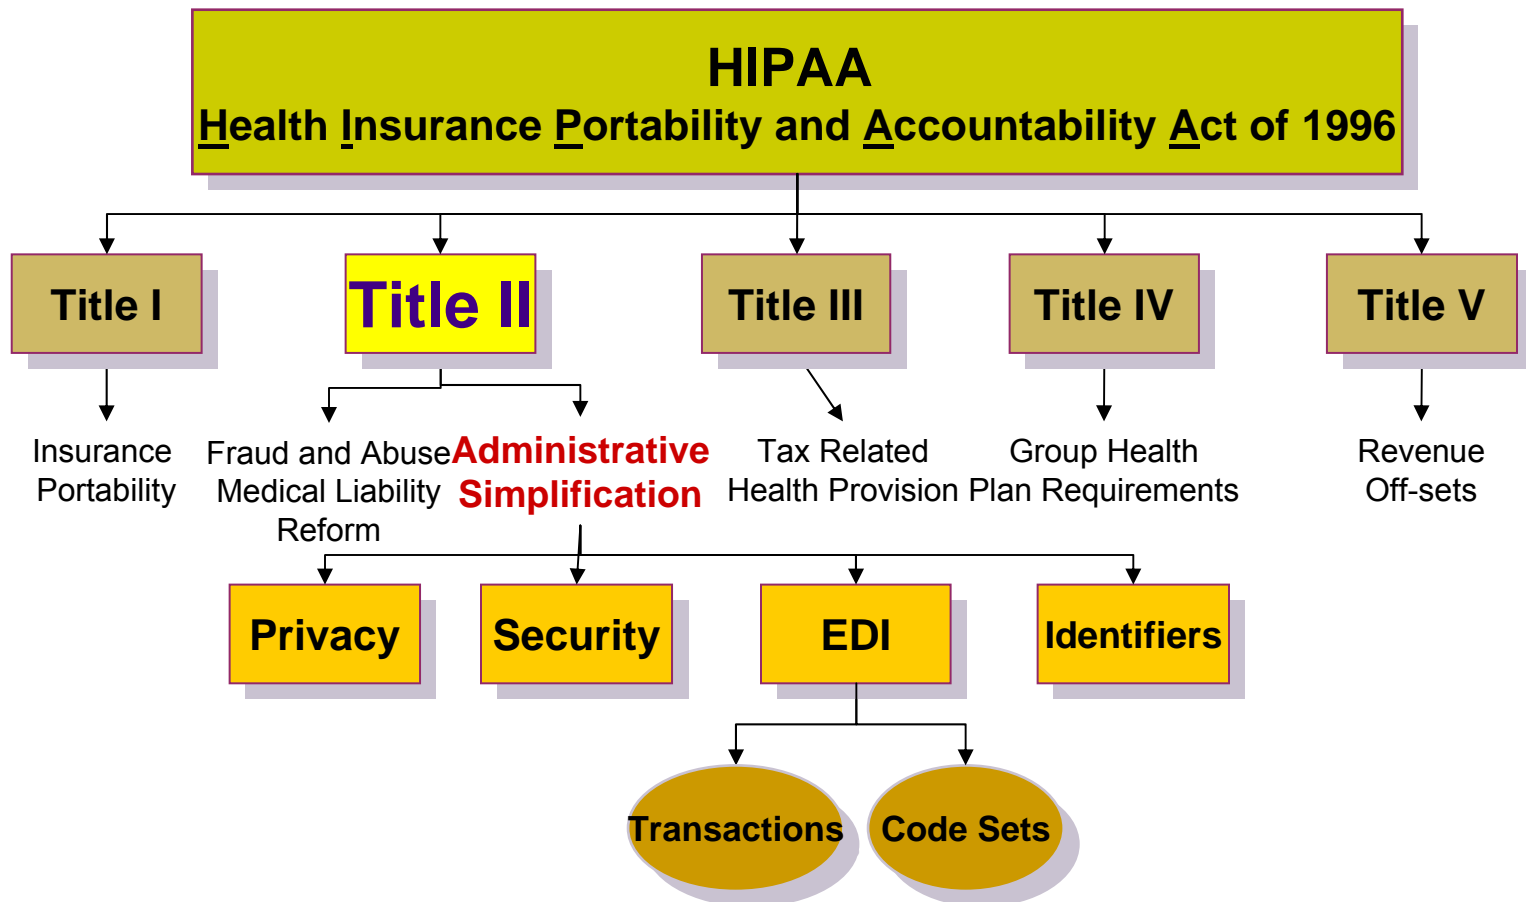 HIPAA
Health Insurance Portability and Accountability Act of 1996
Title I
Title II
Title III
Title IV
Title V
Insurance
Portability
Fraud and Abuse
Medical Liability
Reform
Administrative
Simplification
Tax Related
Health Provision
Group Health
Plan Requirements
Revenue
Off-sets
Privacy
Security
EDI
Identifiers
Transactions
Code Sets